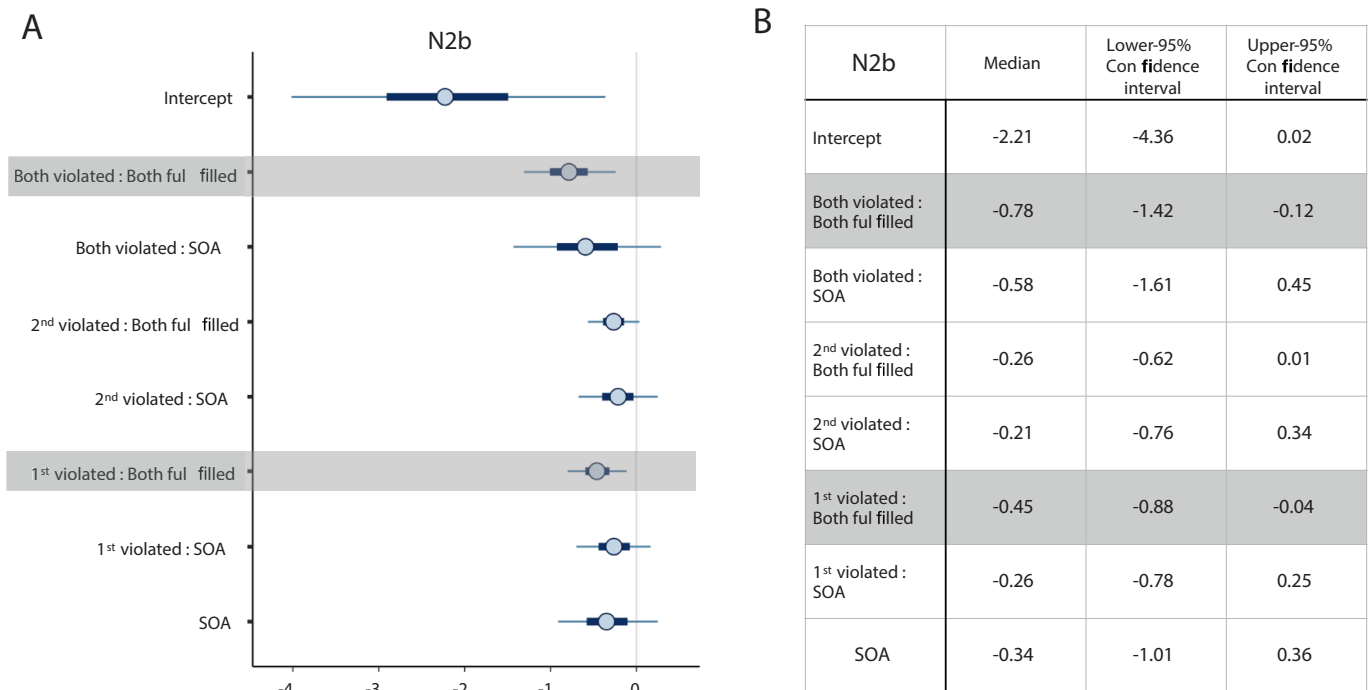 A
N2b
Intercept
Both violated : Both ful filled
Both violated : SOA
2nd violated : Both ful filled
2nd violated : SOA
1st violated : Both ful filled
1st violated : SOA
SOA
-4 -3 -2 -1 0
B
N2b Median Lower-95% Con fidence interval Upper-95% Con fidence interval
Intercept -2.21 -4.36 0.02
Both violated : Both ful filled -0.78 -1.42 -0.12
Both violated : SOA -0.58 -1.61 0.45
2nd violated : Both ful filled -0.26 -0.62 0.01
2nd violated : SOA -0.21 -0.76 0.34
1st violated : Both ful filled -0.45 -0.88 -0.04
1st violated : SOA -0.26 -0.78 0.25
SOA -0.34 -1.01 0.36